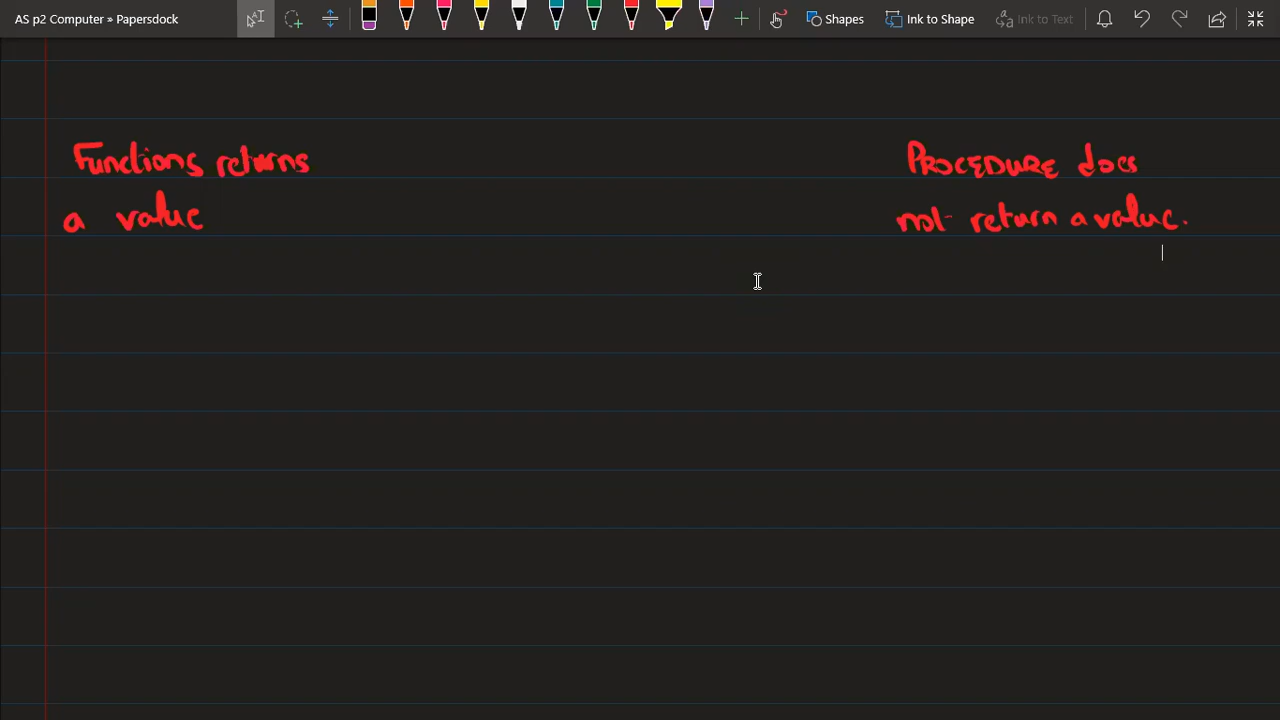 AS p2 Computer » Papersdock
Shapes
Ink to Shape
Ink to Text
Functions returns
a value
PROCEDURE does
not return a value.